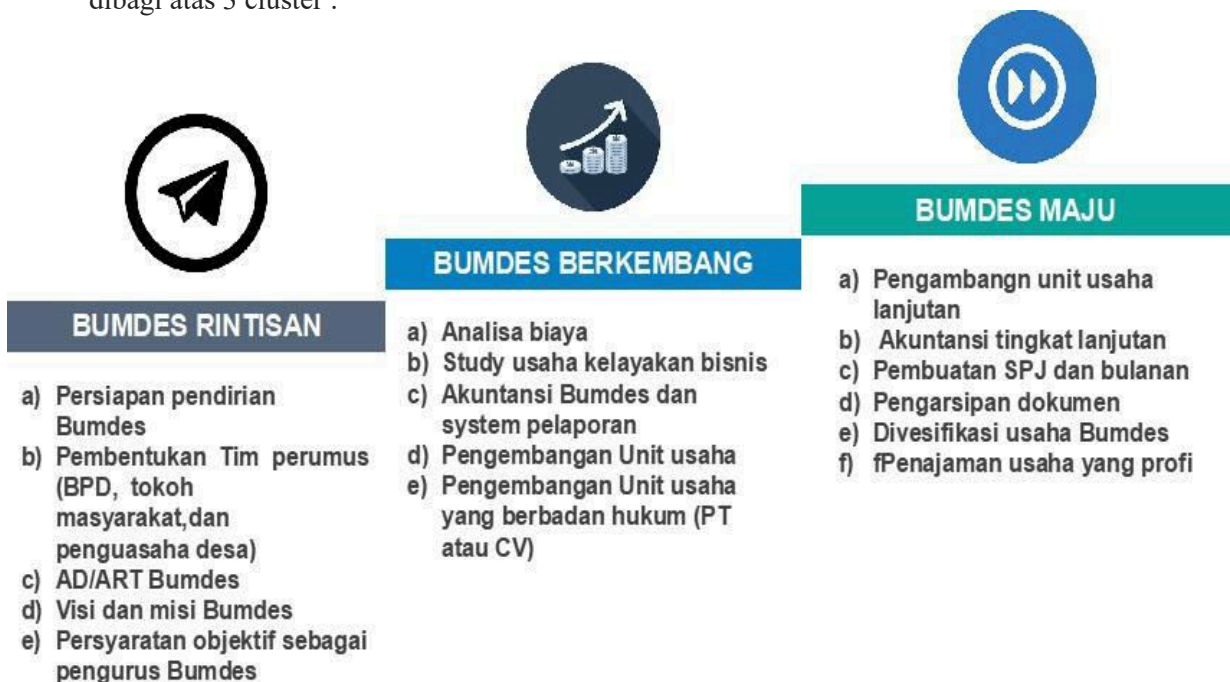 dibagi atas 3 cluster :
BUMDES RINTISAN
a) Persiapan pendirian
Bumdes
b) Pembentukan Tim perumus
(BPD, tokoh
masyarakat,dan
penguasaha desa)
c) AD/ART Bumdes
d) Visi dan misi Bumdes
e) Persyaratan objektif sebagai
pengurus Bumdes
BUMDES BERKEMBANG
a) Analisa biaya
b) Study usaha kelayakan bisnis
c) Akuntansi Bumdes dan
system pelaporan
d) Pengembangan Unit usaha
e) Pengembangan Unit usaha
yang berbadan hukum (PT
atau CV)
BUMDES MAJU
a) Pengambangn unit usaha
lanjutan
b) Akuntansi tingkat lanjutan
c) Pembuatan SPJ dan bulanan
d) Pengarsipan dokumen
e) Divesifikasi usaha Bumdes
f) fPenajaman usaha yang profi